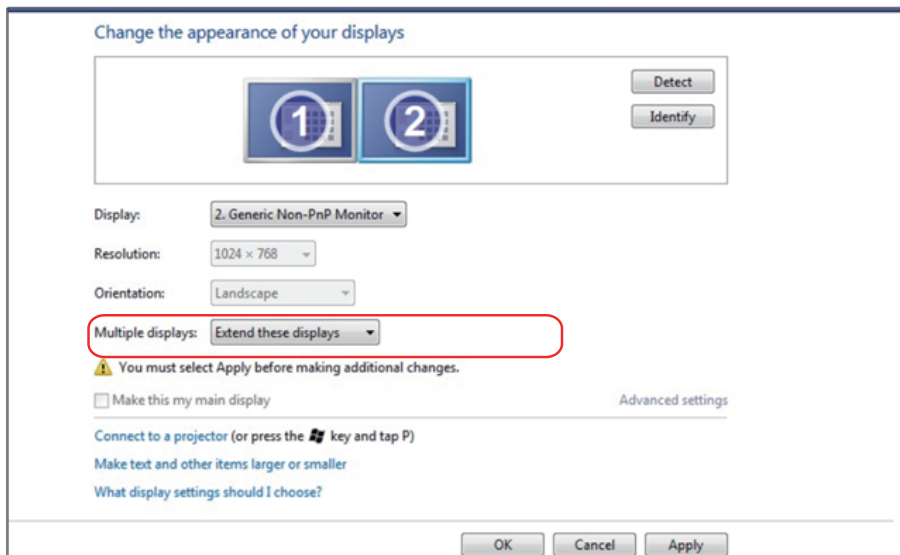 Change the appearance of your displays
1 2
Detect
Identify
Display: 2. Generic Non-PnP Monitor
Resolution: 1024 × 768
Orientation: Landscape
Multiple displays: Extend these displays
You must select Apply before making additional changes.
Make this my main display Advanced settings
Connect to a projector (or press the key and tap P)
Make text and other items larger or smaller
What display settings should I choose?
OK Cancel Apply